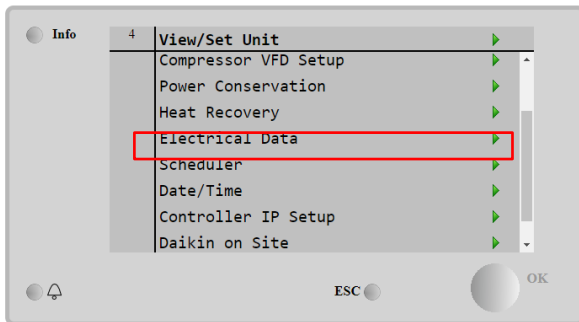 Info
4 View/Set Unit
Compressor VFD Setup
Power Conservation
Heat Recovery
Electrical Data
Scheduler
Date/Time
Controller IP Setup
Daikin on Site
ESC
OK